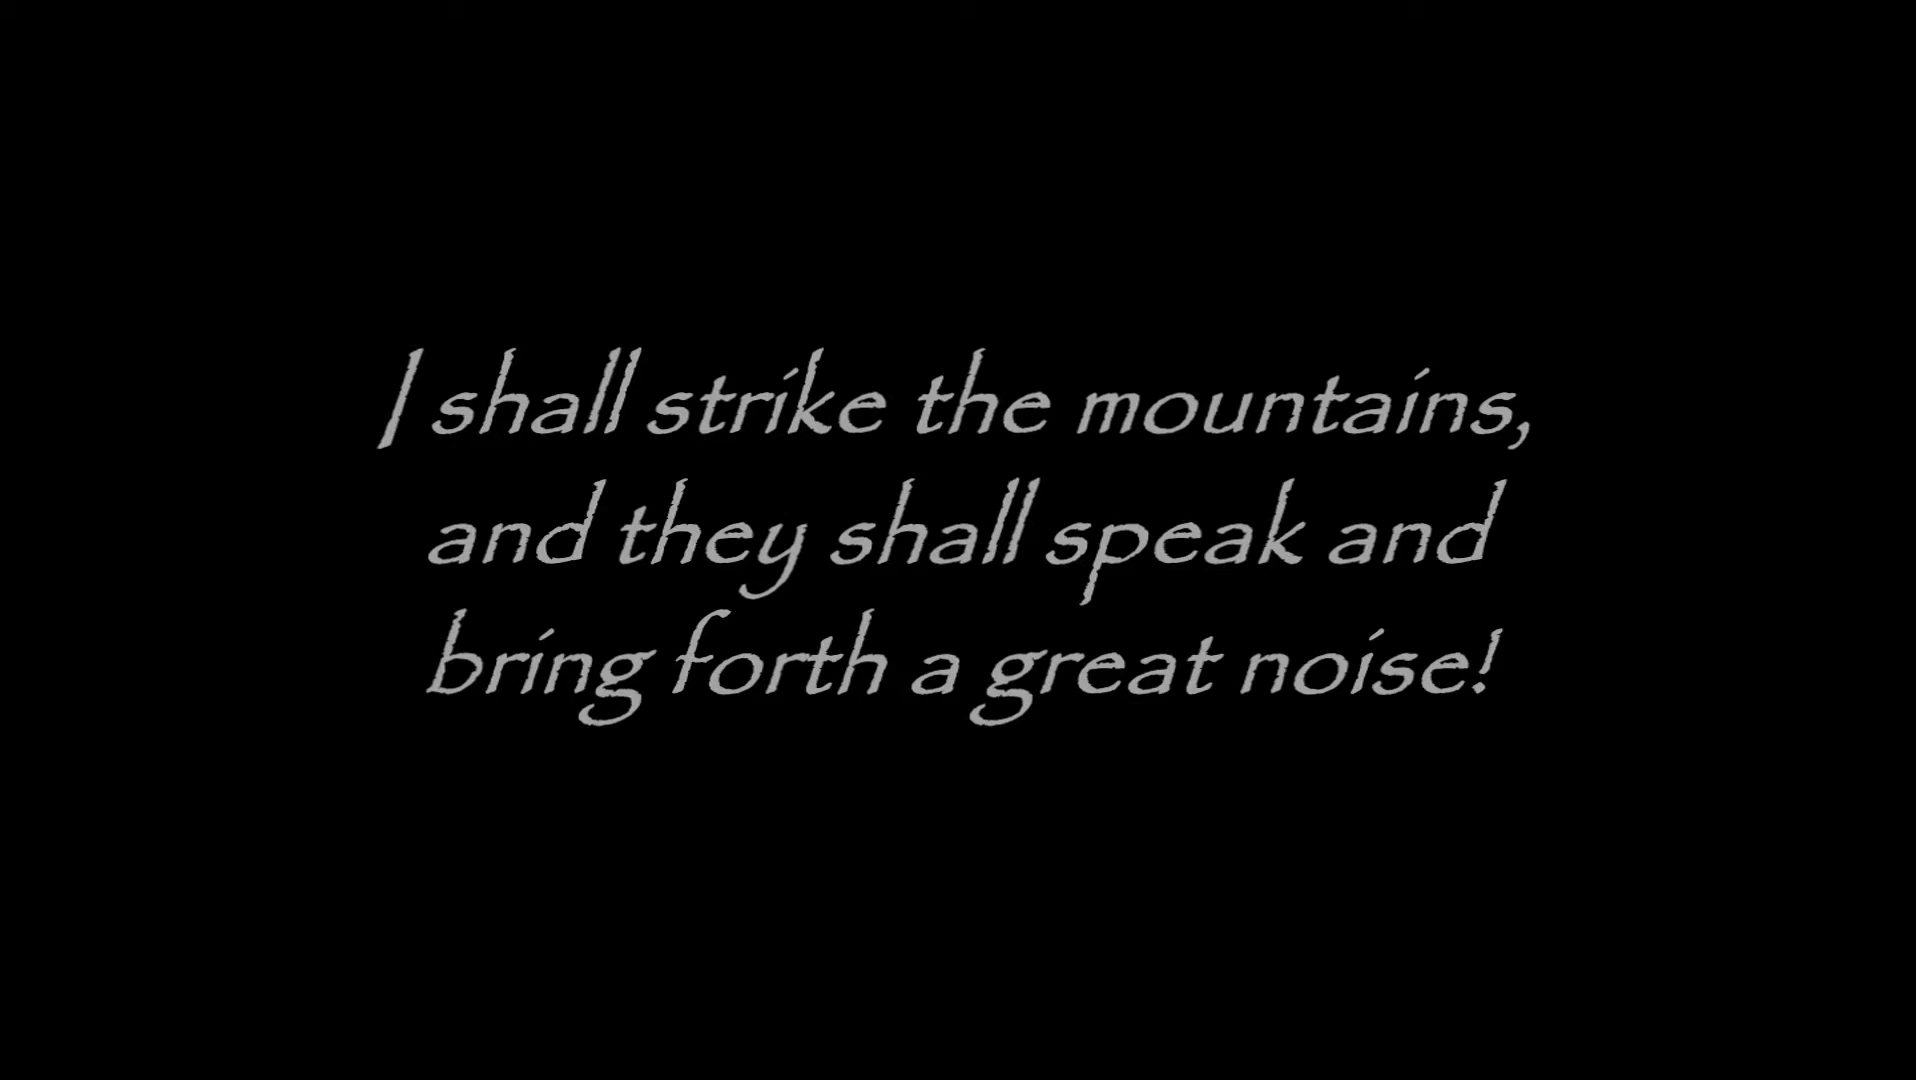 I shall strike the mountains,
and they shall speak and
bring forth a great noise!